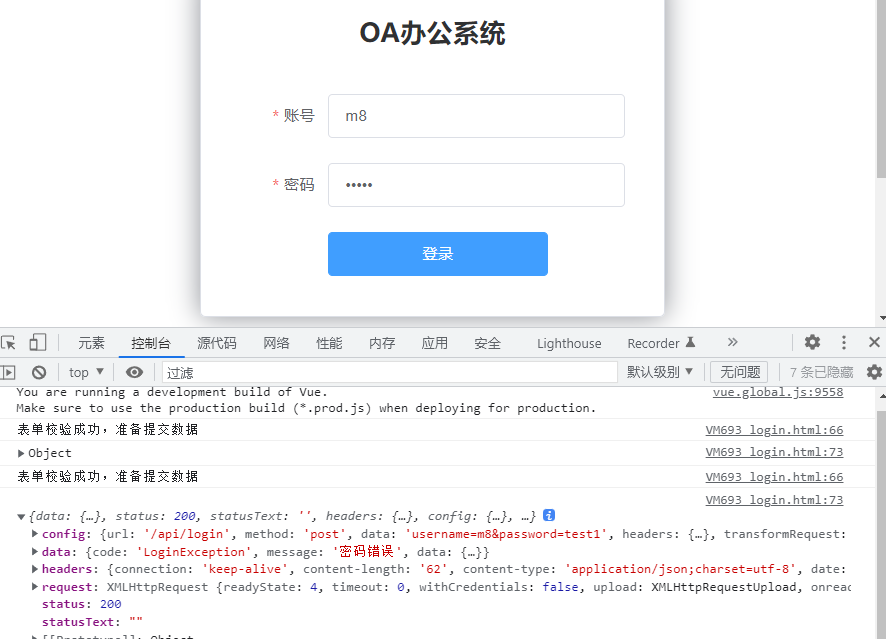 OA办公系统
* 账号 m8
* 密码 •••••
登录
元素 控制台 源代码 网络 性能 内存 应用 安全 Lighthouse Recorder
top 过滤 默认级别 无问题 7 条已隐藏
You are running a development build of Vue. vue.global.js:9558
Make sure to use the production build (*.prod.js) when deploying for production.
表单校验成功，准备提交数据 VM693 login.html:66
Object VM693 login.html:73
表单校验成功，准备提交数据 VM693 login.html:66
VM693 login.html:73
{data: {…}, status: 200, statusText: '', headers: {…}, config: {…}, …}
config: {url: '/api/login', method: 'post', data: 'username=m8&password=test1', headers: {…}, transformRequest:
data: {code: 'LoginException', message: '密码错误', data: {…}}
headers: {connection: 'keep-alive', content-length: '62', content-type: 'application/json;charset=utf-8', date:
request: XMLHttpRequest {readyState: 4, timeout: 0, withCredentials: false, upload: XMLHttpRequestUpload, onreac
status: 200
statusText: ""
[[Prototype]]: Object